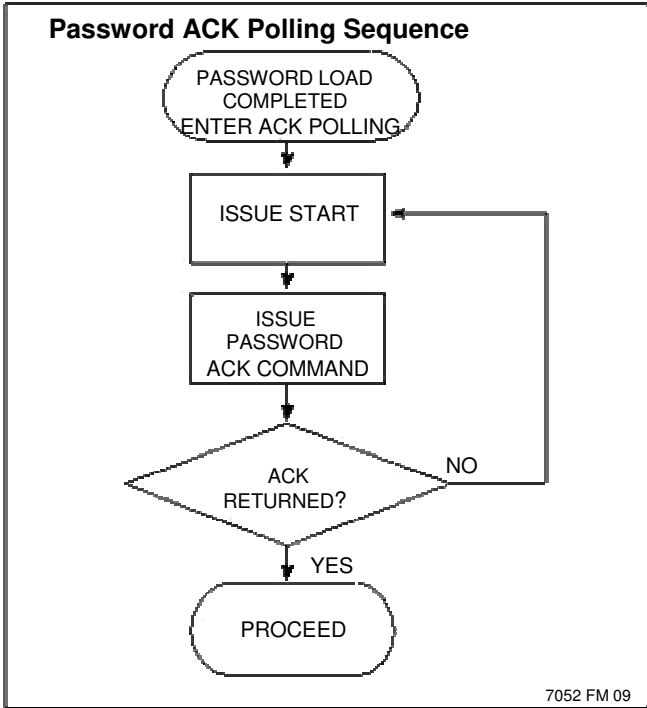 Password ACK Polling Sequence
PASSWORD LOAD
COMPLETED
ENTER ACK POLLING
ISSUE START
ISSUE
PASSWORD
ACK COMMAND
ACK
RETURNED?
NO
YES
PROCEED
7052 FM 09